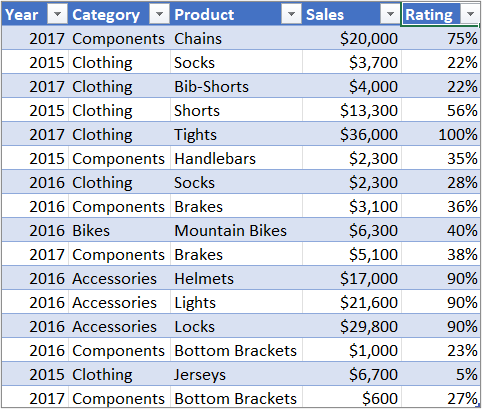 Year Category Product Sales Rating
2017 Components Chains $20,000 75%
2015 Clothing Socks $3,700 22%
2017 Clothing Bib-Shorts $4,000 22%
2015 Clothing Shorts $13,300 56%
2017 Clothing Tights $36,000 100%
2015 Components Handlebars $2,300 35%
2016 Clothing Socks $2,300 28%
2016 Components Brakes $3,100 36%
2016 Bikes Mountain Bikes $6,300 40%
2017 Components Brakes $5,100 38%
2016 Accessories Helmets $17,000 90%
2016 Accessories Lights $21,600 90%
2016 Accessories Locks $29,800 90%
2016 Components Bottom Brackets $1,000 23%
2015 Clothing Jerseys $6,700 5%
2017 Components Bottom Brackets $600 27%